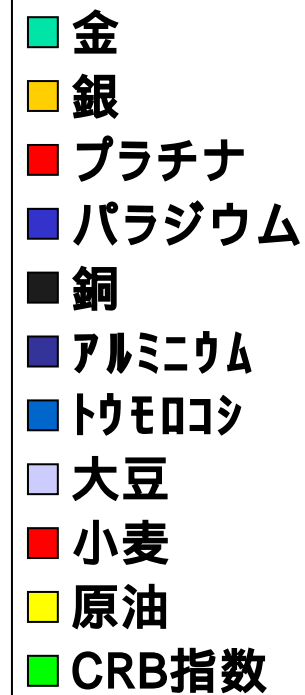 金
銀
プラチナ
パラジウム
銅
ｱﾙﾐﾆｳﾑ
ﾄｳﾓﾛｺｼ
大豆
小麦
原油
CRB指数